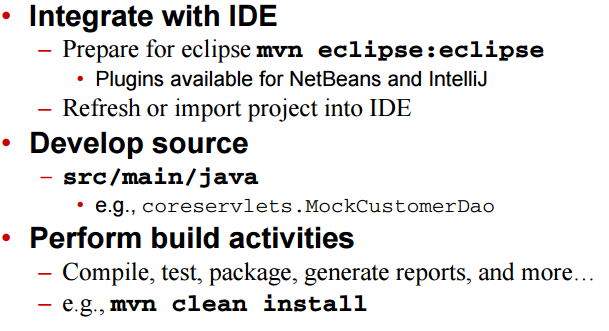 • Integrate with IDE
– Prepare for eclipse mvn eclipse:eclipse
• Plugins available for NetBeans and IntelliJ
– Refresh or import project into IDE
• Develop source
– src/main/java
• e.g., coreservlets.MockCustomerDao
• Perform build activities
– Compile, test, package, generate reports, and more…
– e.g., mvn clean install